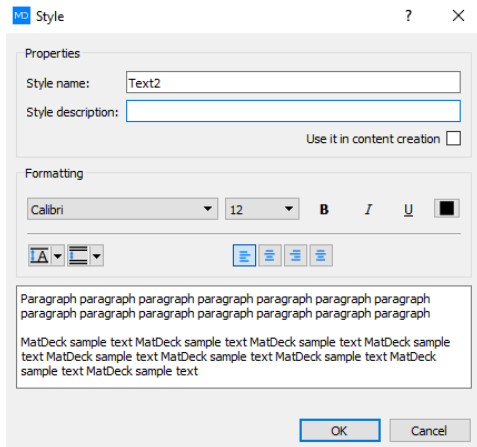 MD Style ? ×
Properties
Style name: Text2
Style description:
Use it in content creation
Formatting
Calibri 12 B I U
A
Paragraph paragraph paragraph paragraph paragraph paragraph paragraph
paragraph paragraph paragraph paragraph paragraph paragraph paragraph
MatDeck sample text MatDeck sample text MatDeck sample text MatDeck sample
text MatDeck sample text MatDeck sample text MatDeck sample text MatDeck
sample text MatDeck sample text
OK Cancel